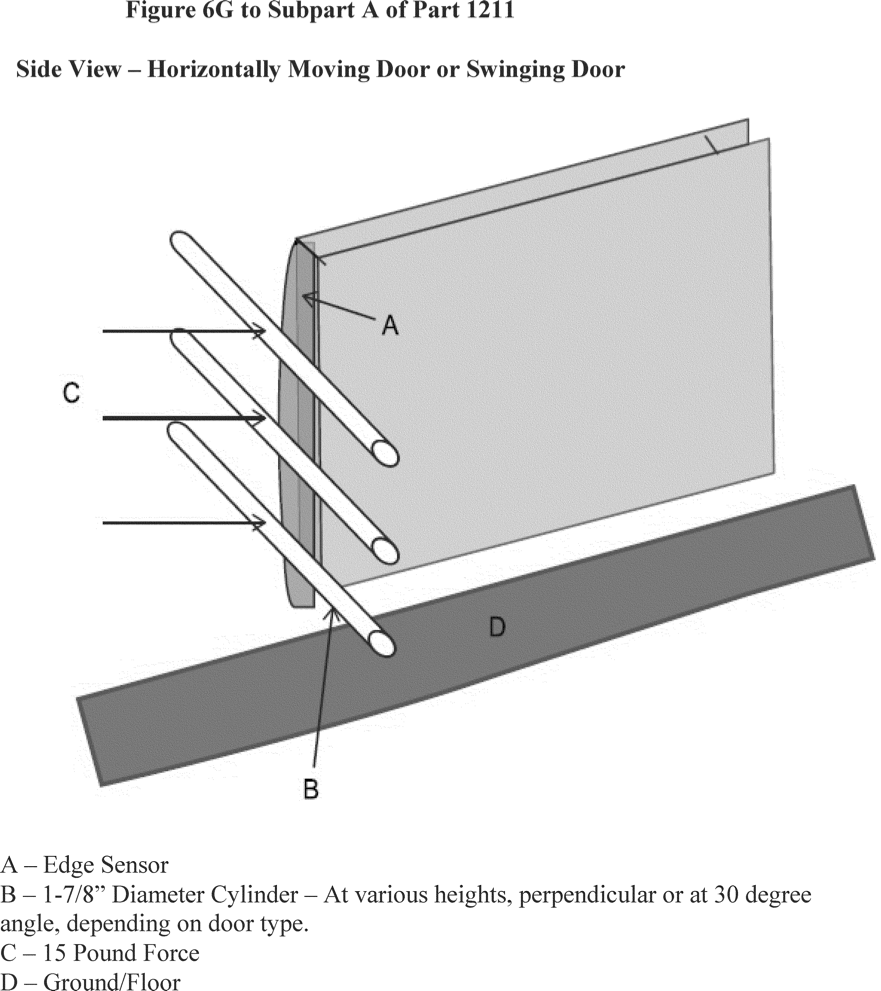 Figure 6G to Subpart A of Part 1211
Side View – Horizontally Moving Door or Swinging Door
A
C
D
B
A – Edge Sensor
B – 1-7/8” Diameter Cylinder – At various heights, perpendicular or at 30 degree
angle, depending on door type.
C – 15 Pound Force
D – Ground/Floor